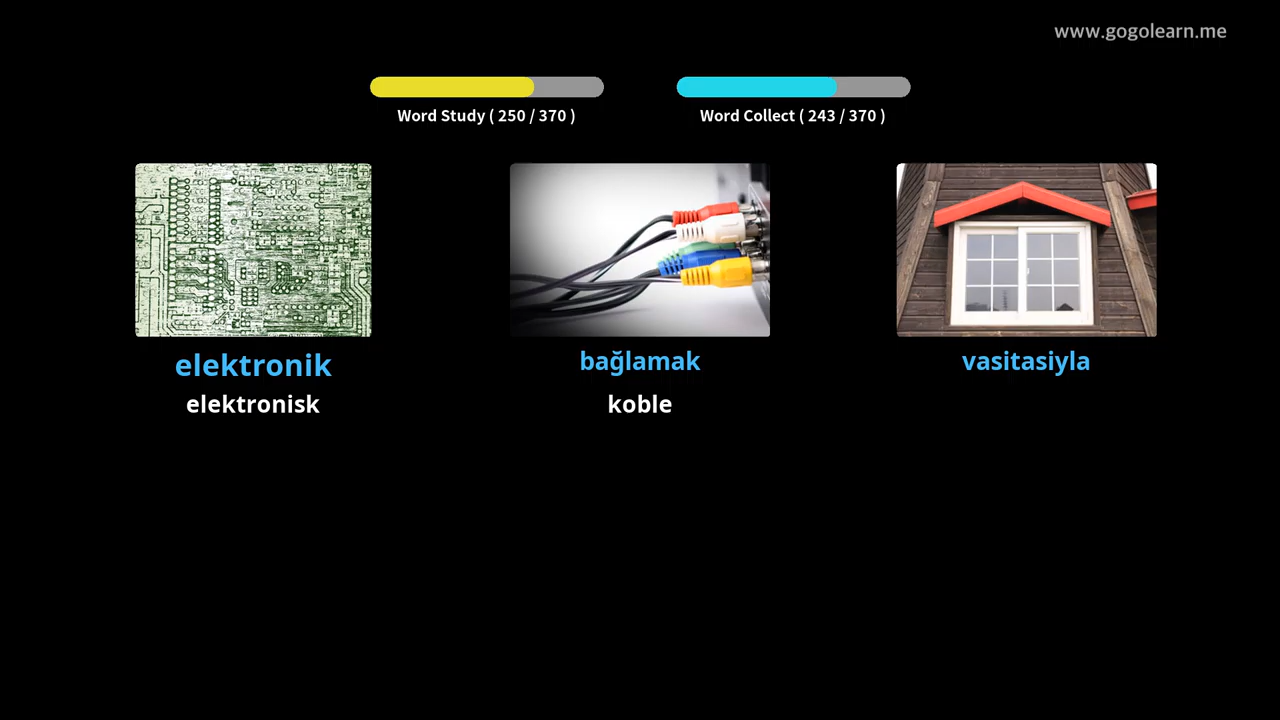 www.gogolearn.me
Word Study ( 250 / 370 )
Word Collect ( 243 / 370 )
elektronik
bağlamak
vasitasiyla
elektronisk
koble